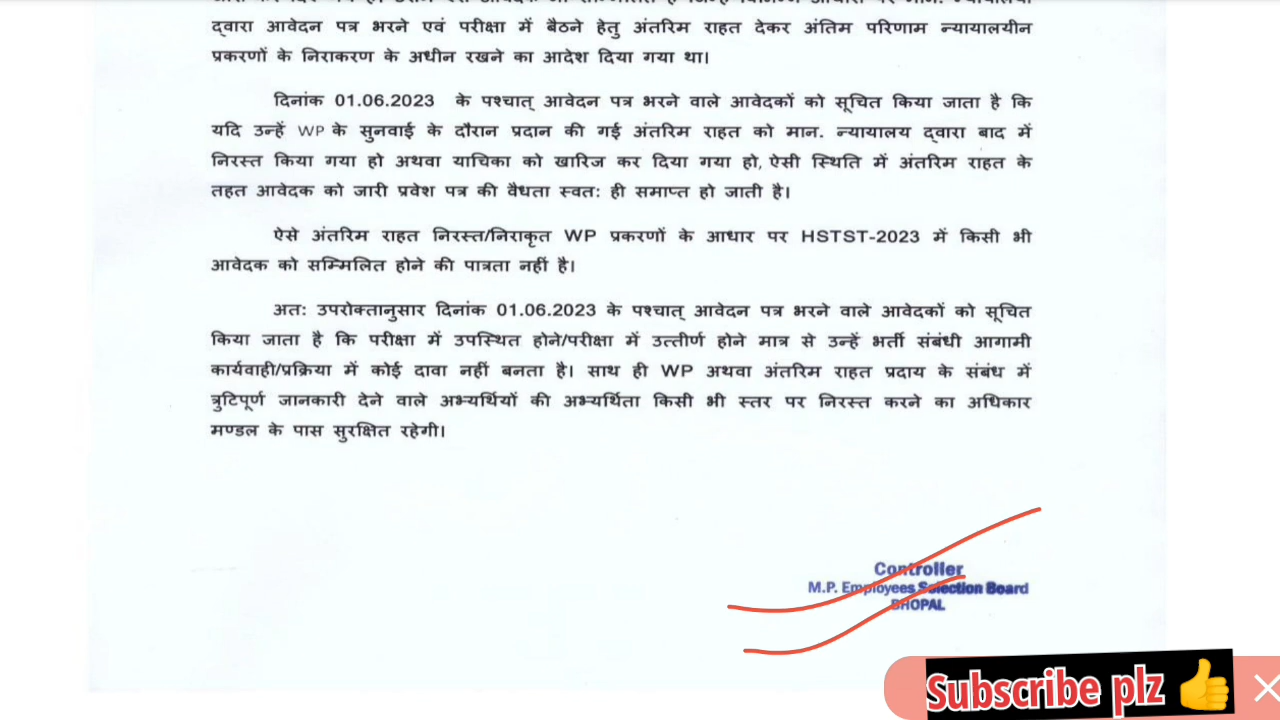 द्वारा आवेदन पत्र भरने एवं परीक्षा में बैठने हेतु अंतरिम राहत देकर अंतिम परिणाम न्यायालयीन
प्रकरणों के निराकरण के अधीन रखने का आदेश दिया गया था।
दिनांक 01.06.2023 के पश्चात् आवेदन पत्र भरने वाले आवेदकों को सूचित किया जाता है कि
यदि उन्हें WP के सुनवाई के दौरान प्रदान की गई अंतरिम राहत को मान. न्यायालय द्वारा बाद में
निरस्त किया गया हो अथवा याचिका को खारिज कर दिया गया हो, ऐसी स्थिति में अंतरिम राहत के
तहत आवेदक को जारी प्रवेश पत्र की वैधता स्वतः ही समाप्त हो जाती है।
ऐसे अंतरिम राहत निरस्त/निराकृत WP प्रकरणों के आधार पर HSTST-2023 में किसी भी
आवेदक को सम्मिलित होने की पात्रता नहीं है।
अतः उपरोक्तानुसार दिनांक 01.06.2023 के पश्चात् आवेदन पत्र भरने वाले आवेदकों को सूचित
किया जाता है कि परीक्षा में उपस्थित होने/परीक्षा में उत्तीर्ण होने मात्र से उन्हें भर्ती संबंधी आगामी
कार्यवाही/प्रक्रिया में कोई दावा नहीं बनता है। साथ ही WP अथवा अंतरिम राहत प्रदाय के संबंध में
त्रुटिपूर्ण जानकारी देने वाले अभ्यर्थियों की अभ्यर्थिता किसी भी स्तर पर निरस्त करने का अधिकार
मण्डल के पास सुरक्षित रहेगी।
Controller
M.P. Employees Selection Board
BHOPAL
Subscribe plz